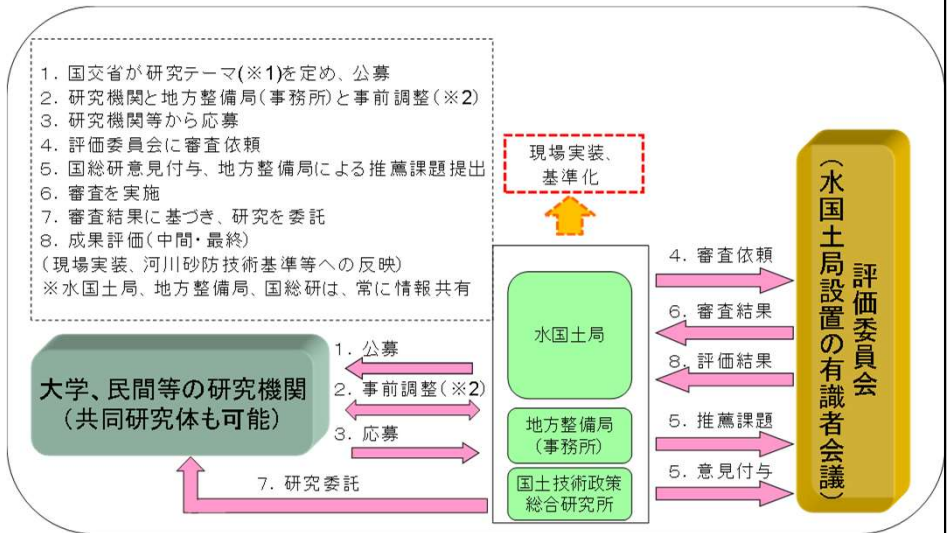 1. 国交省が研究テーマ(※1)を定め、公募
2. 研究機関と地方整備局(事務所)と事前調整(※2)
3. 研究機関等から応募
4. 評価委員会に審査依頼
5. 国総研意見付与、地方整備局による推薦課題提出
6. 審査を実施
7. 審査結果に基づき、研究を委託
8. 成果評価(中間・最終)
(現場実装、河川砂防技術基準等への反映)
※水国土局、地方整備局、国総研は、常に情報共有
現場実装、
基準化
大学、民間等の研究機関
(共同研究体も可能)
1. 公募
2. 事前調整(※2)
3. 応募
7. 研究委託
水国土局
地方整備局
(事務所)
国土技術政策
総合研究所
4. 審査依頼
6. 審査結果
8. 評価結果
5. 推薦課題
5. 意見付与
評価委員会
(水国土局設置の有識者会議)